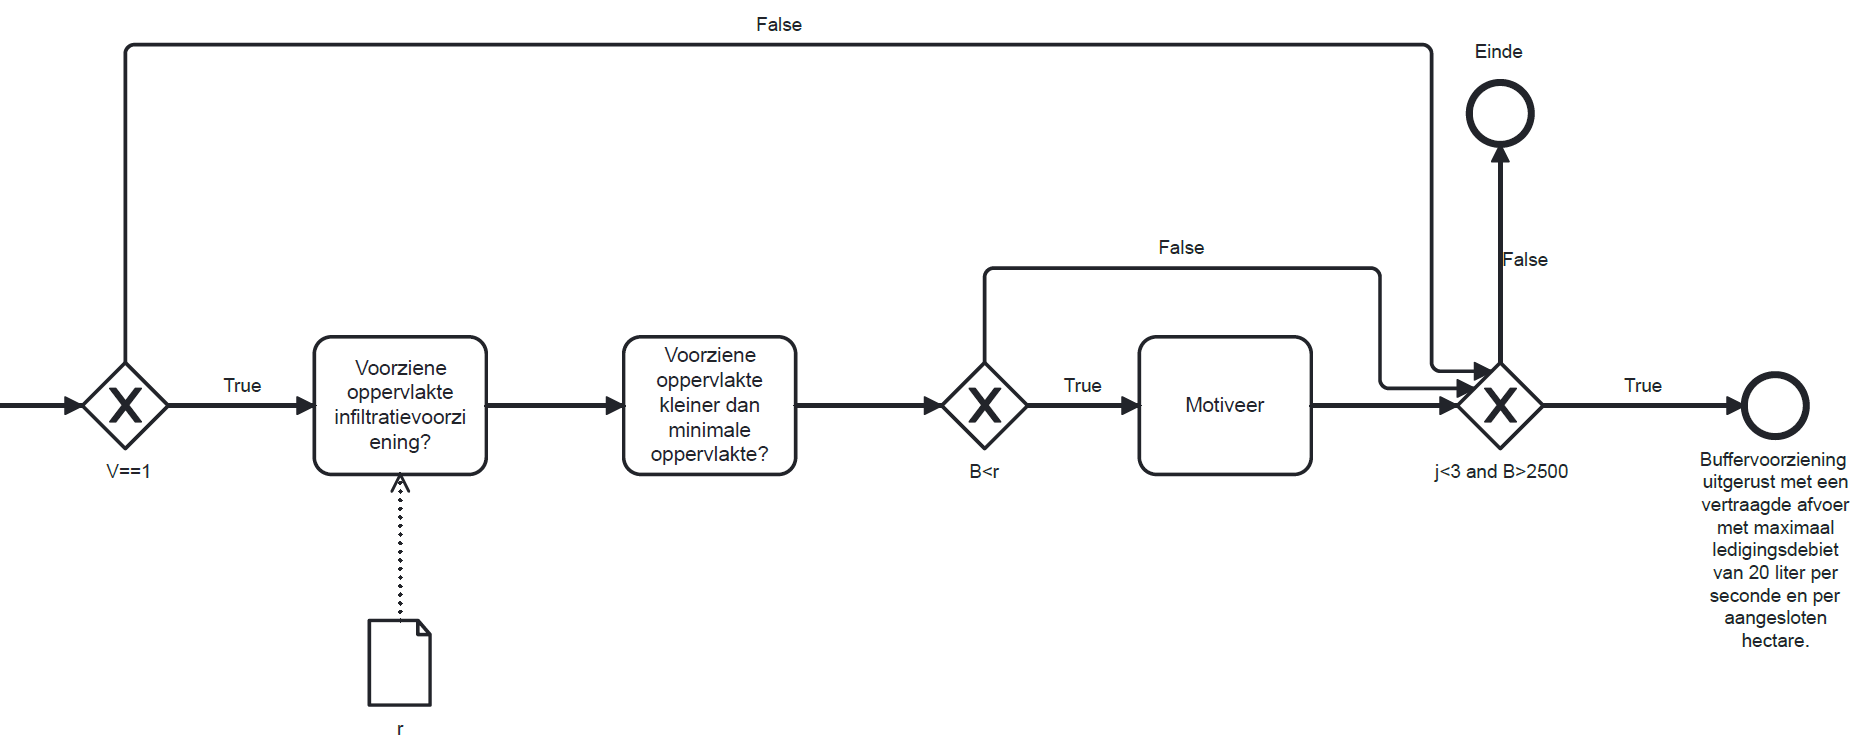 False
Einde
False
False
Voorziene
oppervlakte
infiltratievoorzi
ening?
Voorziene
oppervlakte
kleiner dan
minimale
oppervlakte?
True
True
Motiveer
True
X
X
X
V==1
B<r
j<3 and B>2500
Buffervoorziening
uitgerust met een
vertraagde afvoer
met maximaal
ledigingsdebiet
van 20 liter per
seconde en per
aangesloten
hectare.
r